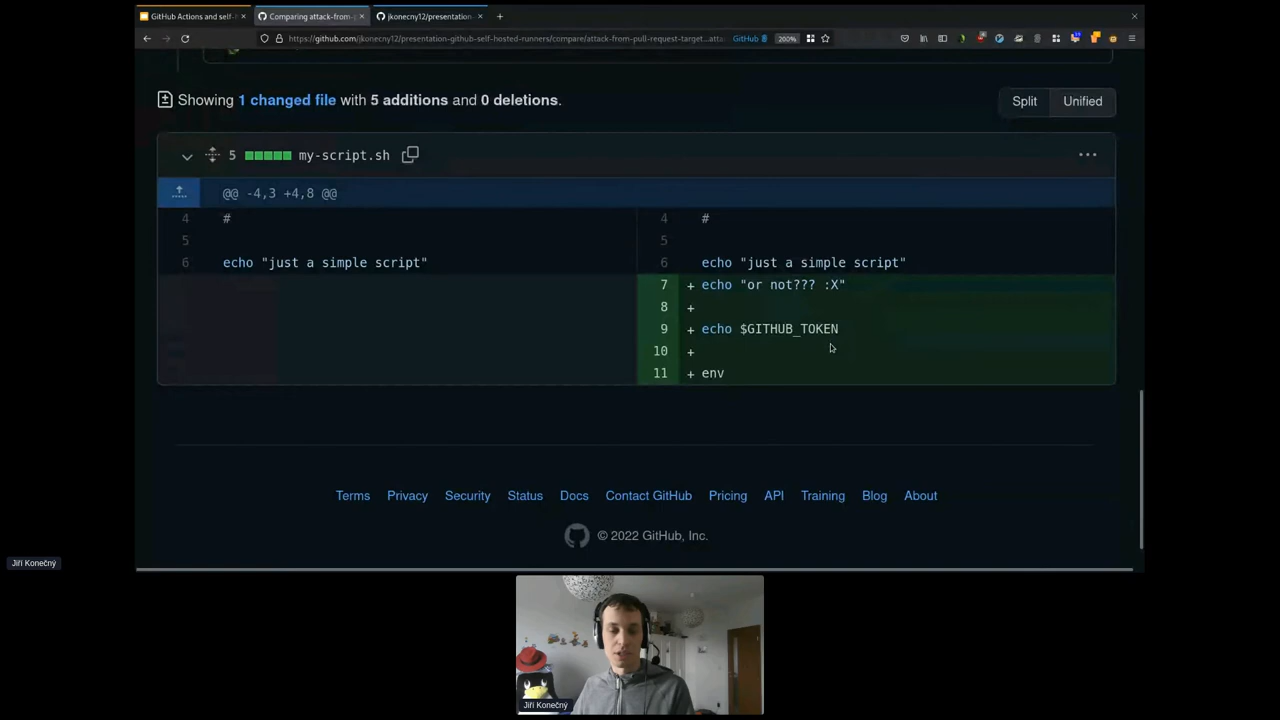 GitHub Actions and self-h
Comparing attack-from-p
jkonecny12/presentation-
https://github.com/jkonecny12/presentation-github-self-hosted-runners/compare/attack-from-pull-request-target...atta
GitHub
200%
Showing 1 changed file with 5 additions and 0 deletions.
Split
Unified
5
my-script.sh
@@ -4,3 +4,8 @@
4 #
5
6 echo "just a simple script"
4 #
5
6 echo "just a simple script"
7 + echo "or not??? :X"
8 +
9 + echo $GITHUB_TOKEN
10 +
11 + env
Terms Privacy Security Status Docs Contact GitHub Pricing API Training Blog About
© 2022 GitHub, Inc.
Jiří Konečný
Jiří Konečný